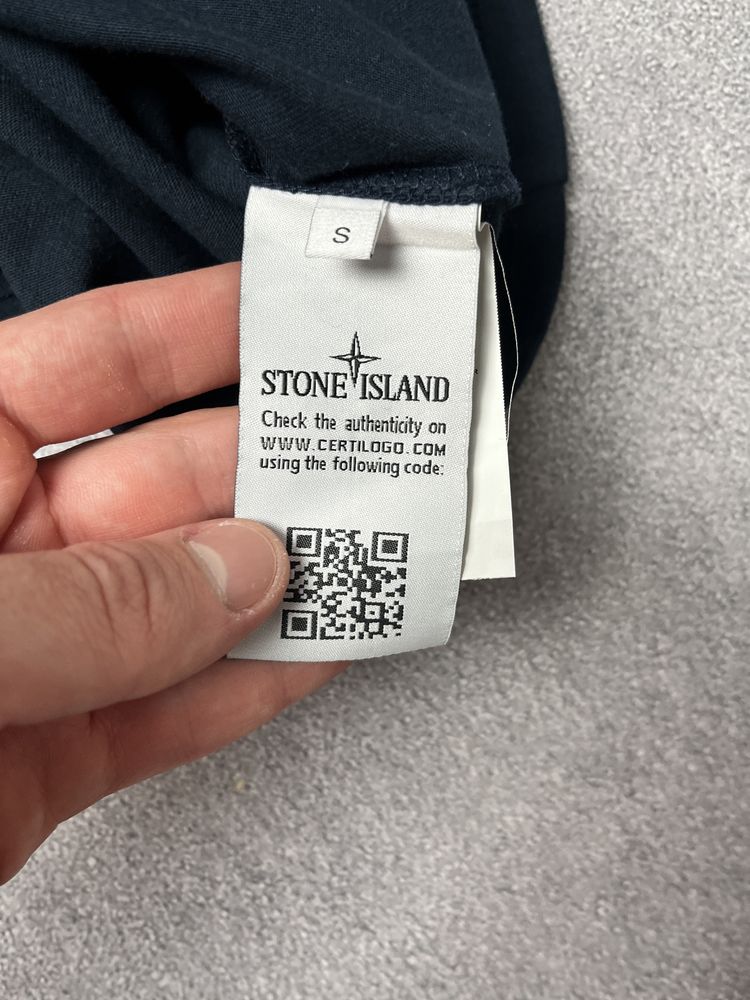 S
STONE ISLAND
Check the authenticity on
WWW.CERTILOGO.COM
using the following code: